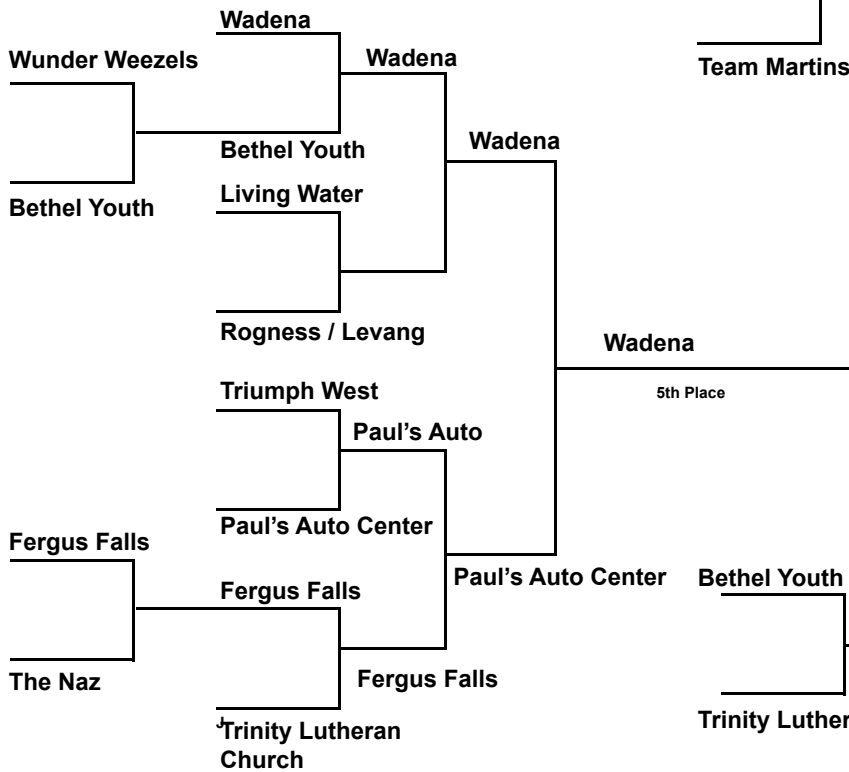 Wadena
Wunder Weezels
Wadena
Team Martins
Wadena
Bethel Youth
Living Water
Bethel Youth
Rogness / Levang
Wadena
Triumph West
5th Place
Paul's Auto
Paul's Auto Center
Fergus Falls
Paul's Auto Center
Bethel Youth
Fergus Falls
The Naz
Fergus Falls
Trinity Luther
Trinity Lutheran
Church